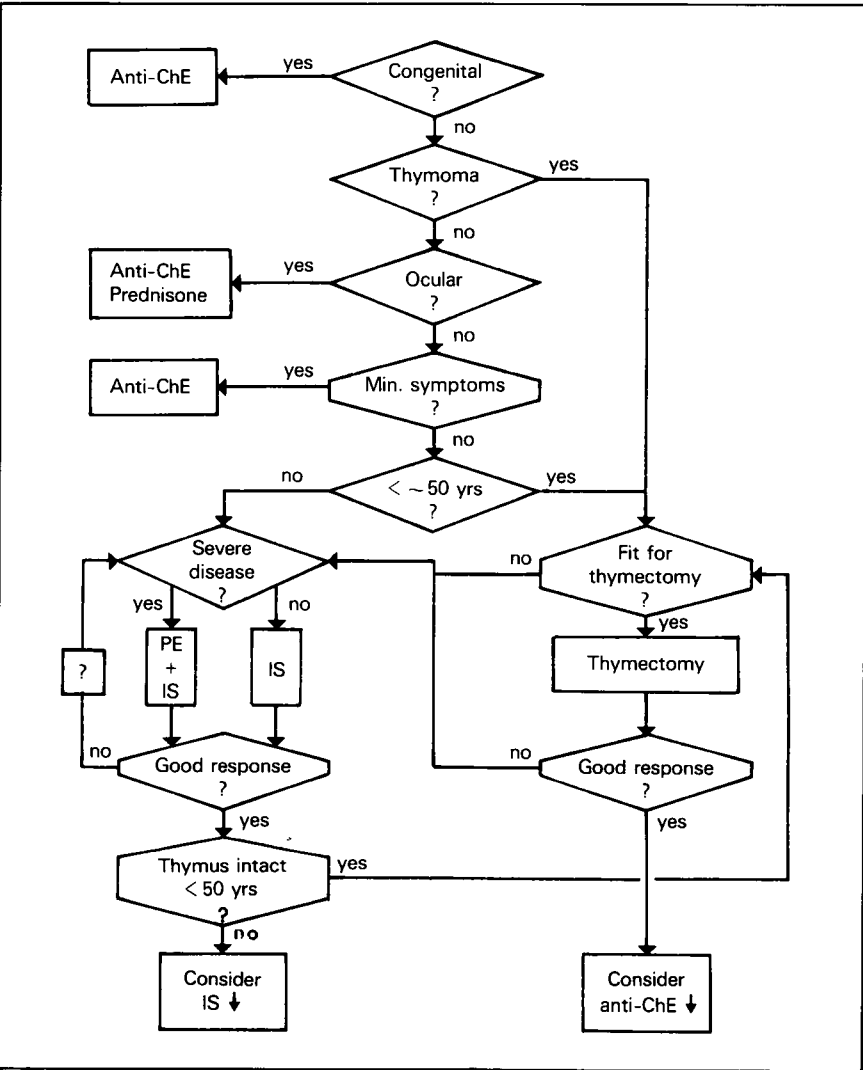 Anti-ChE
yes
Congenital
?
no
Thymoma
?
yes
no
Anti-ChE
Prednisone
yes
Ocular
?
no
Anti-ChE
yes
Min. symptoms
?
no
no
< ~50 yrs
?
yes
Severe
disease
?
no
Fit for
thymectomy
?
yes
no
yes
?
PE
+
IS
IS
Thymectomy
no
Good response
?
no
Good response
?
yes
yes
Thymus intact
< 50 yrs
?
yes
no
Consider
IS ↓
Consider
anti-ChE ↓